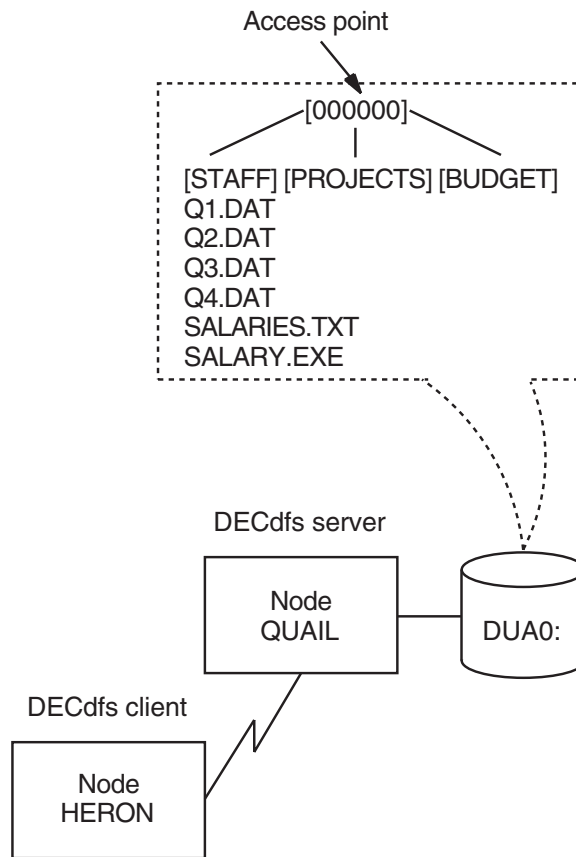 Access point
[000000]
[STAFF] [PROJECTS] [BUDGET]
Q1.DAT
Q2.DAT
Q3.DAT
Q4.DAT
SALARIES.TXT
SALARY.EXE
DECdfs server
Node
QUAIL
DUA0:
DECdfs client
Node
HERON